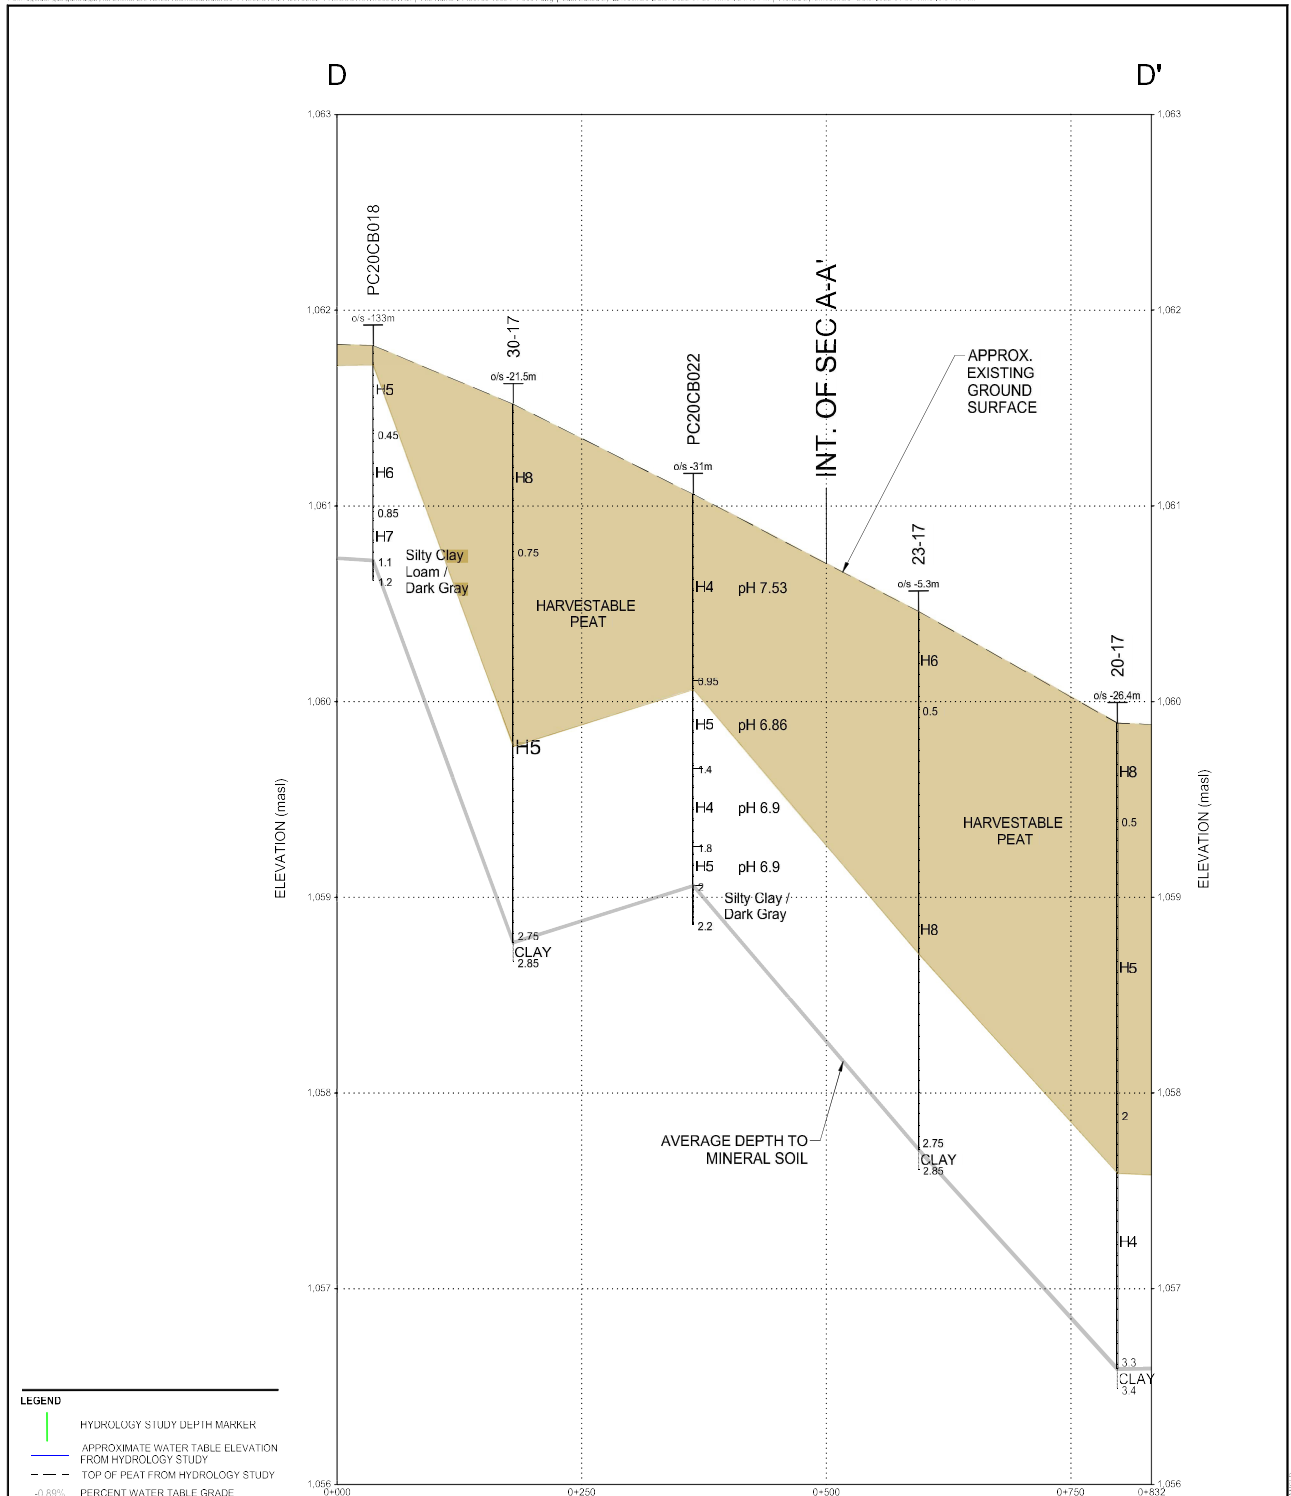 D
D'
1,063
1,063
PC20CB018
1,062
1,062
o/s -133m
30-17
o/s -21.5m
PC20CB022
o/s -31m
INT. OF SEC A-A'
APPROX.
EXISTING
GROUND
SURFACE
H5
0.45
H6
H8
1,061
1,061
0.85
H7
23-17
Silty Clay
Loam /
Dark Gray
1.1
1.2
0.75
HARVESTABLE
PEAT
H4
pH 7.53
o/s -5.3m
H6
20-17
0.95
o/s -26.4m
1,060
1,060
0.5
H5
pH 6.86
H5
1.4
H8
ELEVATION (masl)
ELEVATION (masl)
H4
pH 6.9
0.5
HARVESTABLE
PEAT
1.8
H5
pH 6.9
2
1,059
1,059
Silty Clay /
Dark Gray
2.2
H8
2.75
CLAY
2.85
H5
1,058
1,058
2
AVERAGE DEPTH TO
MINERAL SOIL
2.75
CLAY
2.85
H4
1,057
1,057
3.3
CLAY
3.4
LEGEND
HYDROLOGY STUDY DEPTH MARKER
APPROXIMATE WATER TABLE ELEVATION
FROM HYDROLOGY STUDY
TOP OF PEAT FROM HYDROLOGY STUDY
-0.89% PERCENT WATER TABLE GRADE
1,056
1,056
0+000
0+250
0+500
0+750
0+832